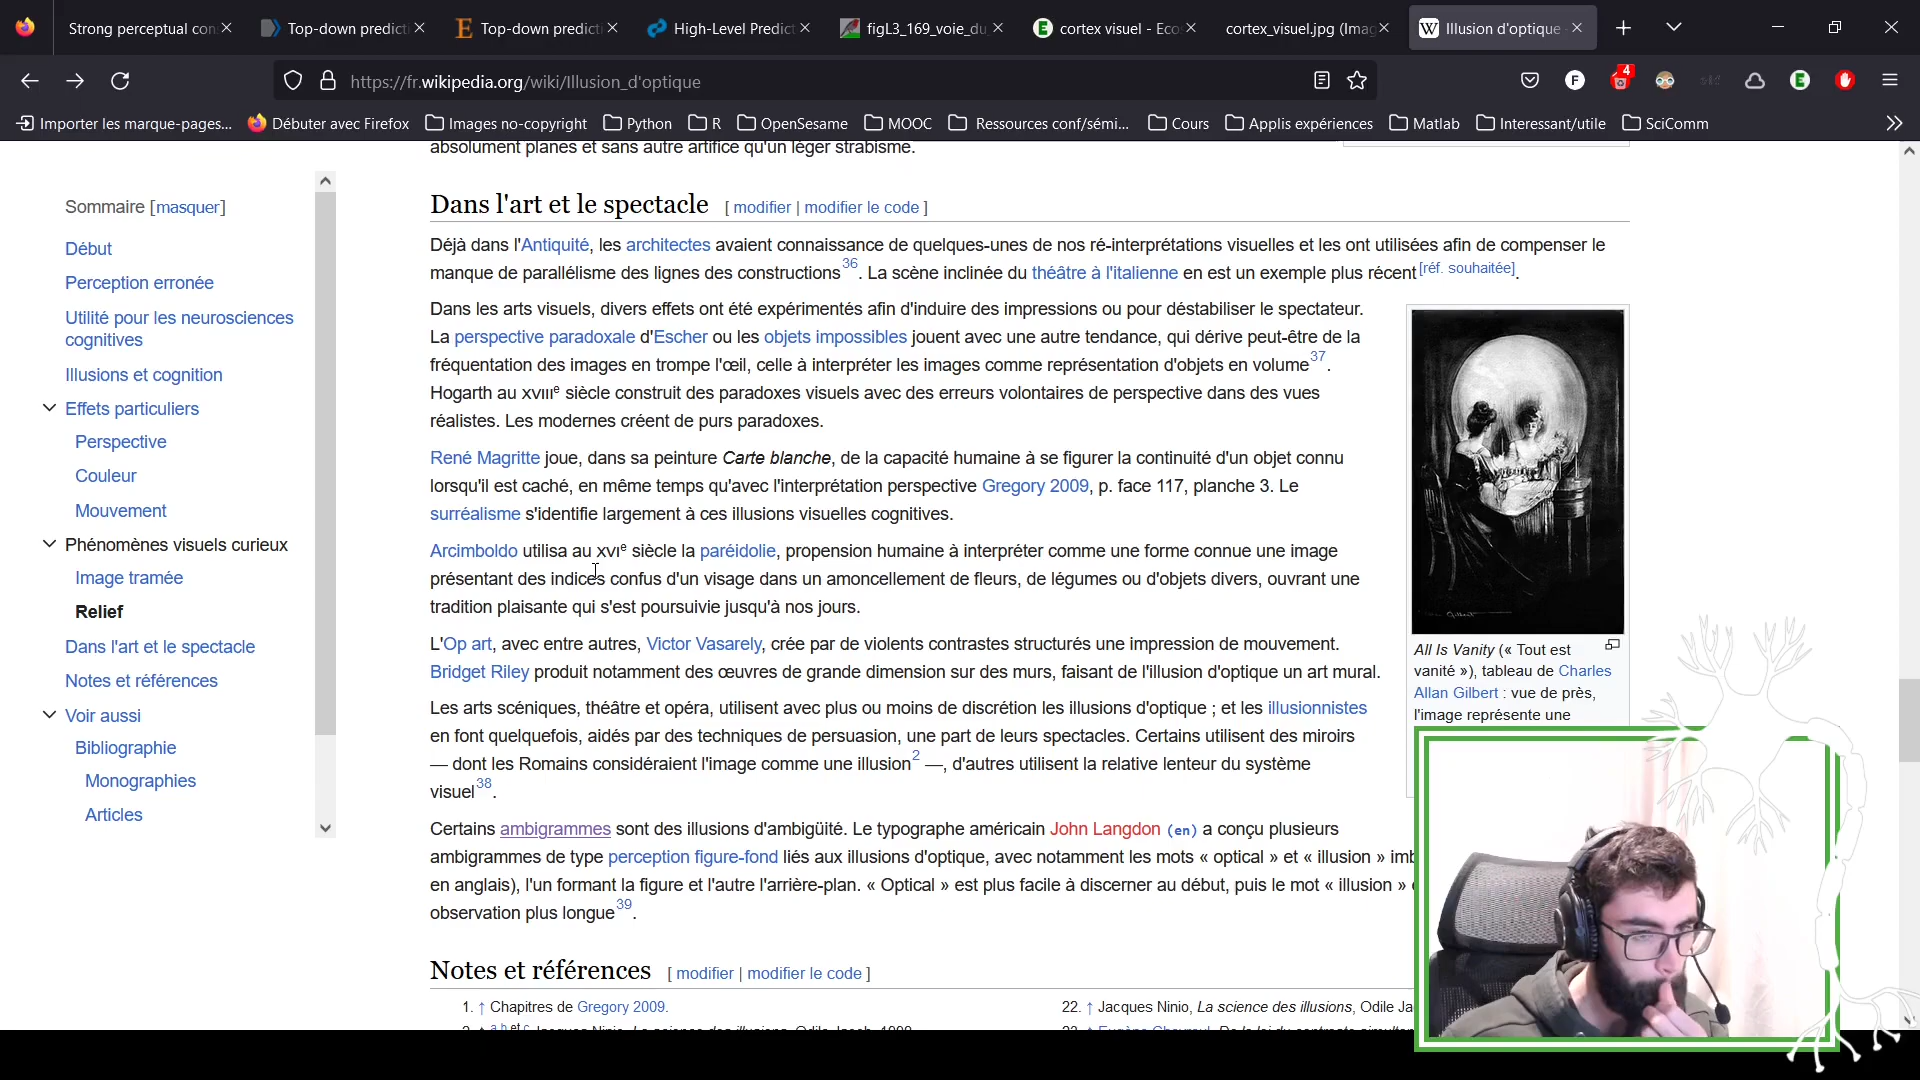 Strong perceptual con
Top-down predicti
Top-down predicti
High-Level Predict
figL3_169_voie_du
cortex visuel - Eco
cortex_visuel.jpg (Imag
Illusion d'optique
https://fr.wikipedia.org/wiki/Illusion_d'optique
4
Importer les marque-pages...
Débuter avec Firefox
Images no-copyright
Python
R
OpenSesame
MOOC
Ressources conf/sémi...
Cours
Applis expériences
Matlab
Interessant/utile
SciComm
absolument planes et sans autre artifice qu'un léger strabisme.
Sommaire [masquer]
Début
Perception erronée
Utilité pour les neurosciences
cognitives
Illusions et cognition
Effets particuliers
Perspective
Couleur
Mouvement
Phénomènes visuels curieux
Image tramée
Relief
Dans l'art et le spectacle
Notes et références
Voir aussi
Bibliographie
Monographies
Articles
Dans l'art et le spectacle [ modifier | modifier le code ]
Déjà dans l'Antiquité, les architectes avaient connaissance de quelques-unes de nos ré-interprétations visuelles et les ont utilisées afin de compenser le
manque de parallélisme des lignes des constructions36. La scène inclinée du théâtre à l'italienne en est un exemple plus récent[réf. souhaitée].
Dans les arts visuels, divers effets ont été expérimentés afin d'induire des impressions ou pour déstabiliser le spectateur.
La perspective paradoxale d'Escher ou les objets impossibles jouent avec une autre tendance, qui dérive peut-être de la
fréquentation des images en trompe l'œil, celle à interpréter les images comme représentation d'objets en volume37.
Hogarth au XVIIIe siècle construit des paradoxes visuels avec des erreurs volontaires de perspective dans des vues
réalistes. Les modernes créent de purs paradoxes.
René Magritte joue, dans sa peinture Carte blanche, de la capacité humaine à se figurer la continuité d'un objet connu
lorsqu'il est caché, en même temps qu'avec l'interprétation perspective Gregory 2009, p. face 117, planche 3. Le
surréalisme s'identifie largement à ces illusions visuelles cognitives.
Arcimboldo utilisa au XVIe siècle la paréidolie, propension humaine à interpréter comme une forme connue une image
présentant des indices confus d'un visage dans un amoncellement de fleurs, de légumes ou d'objets divers, ouvrant une
tradition plaisante qui s'est poursuivie jusqu'à nos jours.
L'Op art, avec entre autres, Victor Vasarely, crée par de violents contrastes structurés une impression de mouvement.
Bridget Riley produit notamment des œuvres de grande dimension sur des murs, faisant de l'illusion d'optique un art mural.
Les arts scéniques, théâtre et opéra, utilisent avec plus ou moins de discrétion les illusions d'optique ; et les illusionnistes
en font quelquefois, aidés par des techniques de persuasion, une part de leurs spectacles. Certains utilisent des miroirs
— dont les Romains considéraient l'image comme une illusion2 —, d'autres utilisent la relative lenteur du système
visuel38.
Certains ambigrammes sont des illusions d'ambigüité. Le typographe américain John Langdon (en) a conçu plusieurs
ambigrammes de type perception figure-fond liés aux illusions d'optique, avec notamment les mots « optical » et « illusion » imb
en anglais), l'un formant la figure et l'autre l'arrière-plan. « Optical » est plus facile à discerner au début, puis le mot « illusion »
observation plus longue39.
All Is Vanity (« Tout est
vanité »), tableau de Charles
Allan Gilbert : vue de près,
l'image représente une
Notes et références [ modifier | modifier le code ]
1. ↑ Chapitres de Gregory 2009.
22. ↑ Jacques Ninio, La science des illusions, Odile Ja